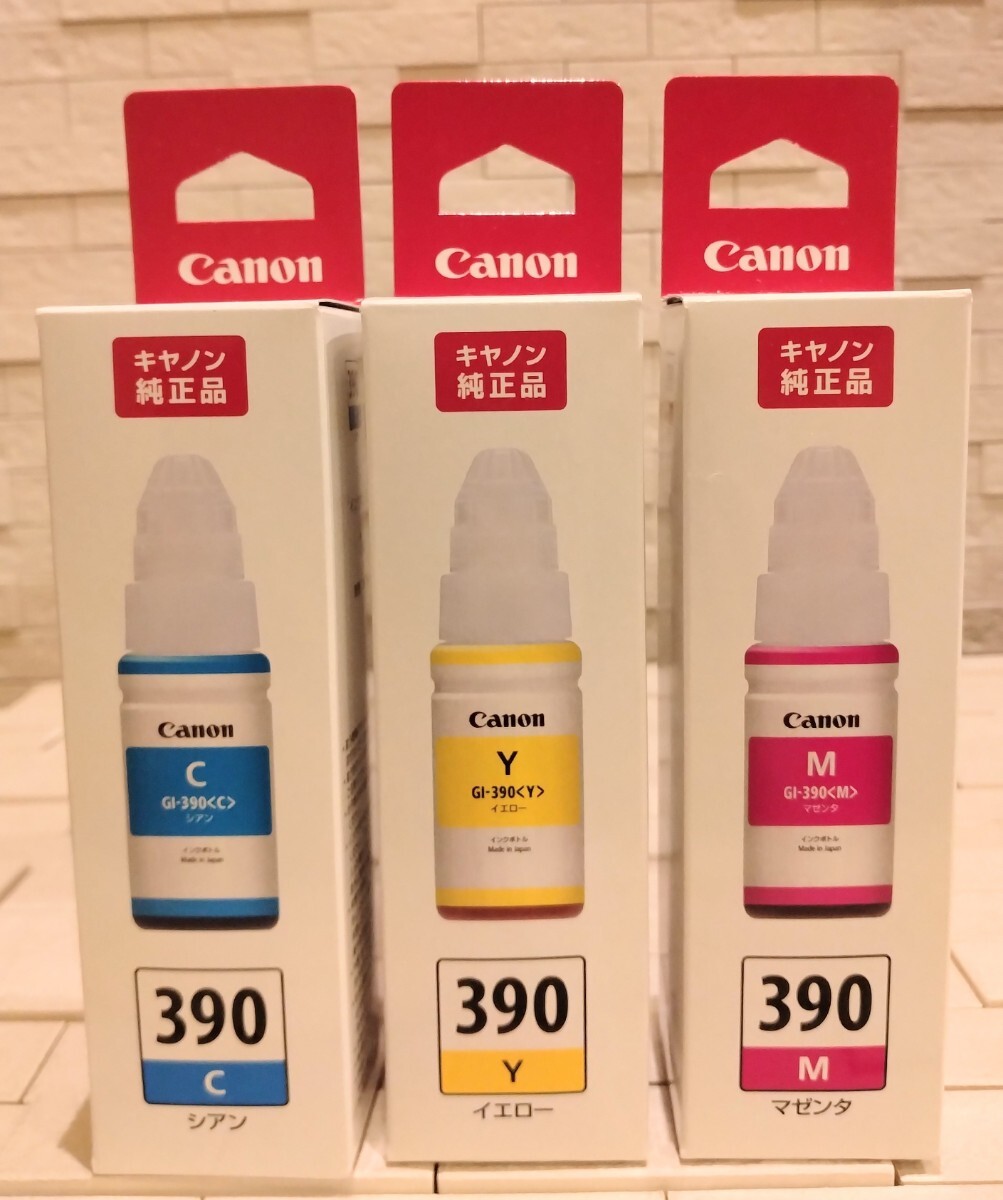 Canon
キヤノン
純正品
Canon
C
GI-390<C>
シアン
インクボトル
Made in Japan
390
C
シアン
Canon
キヤノン
純正品
Canon
Y
GI-390<Y>
イエロー
インクボトル
Made in Japan
390
Y
イエロー
Canon
キヤノン
純正品
Canon
M
GI-390<M>
マゼンタ
インクボトル
Made in Japan
390
M
マゼンタ